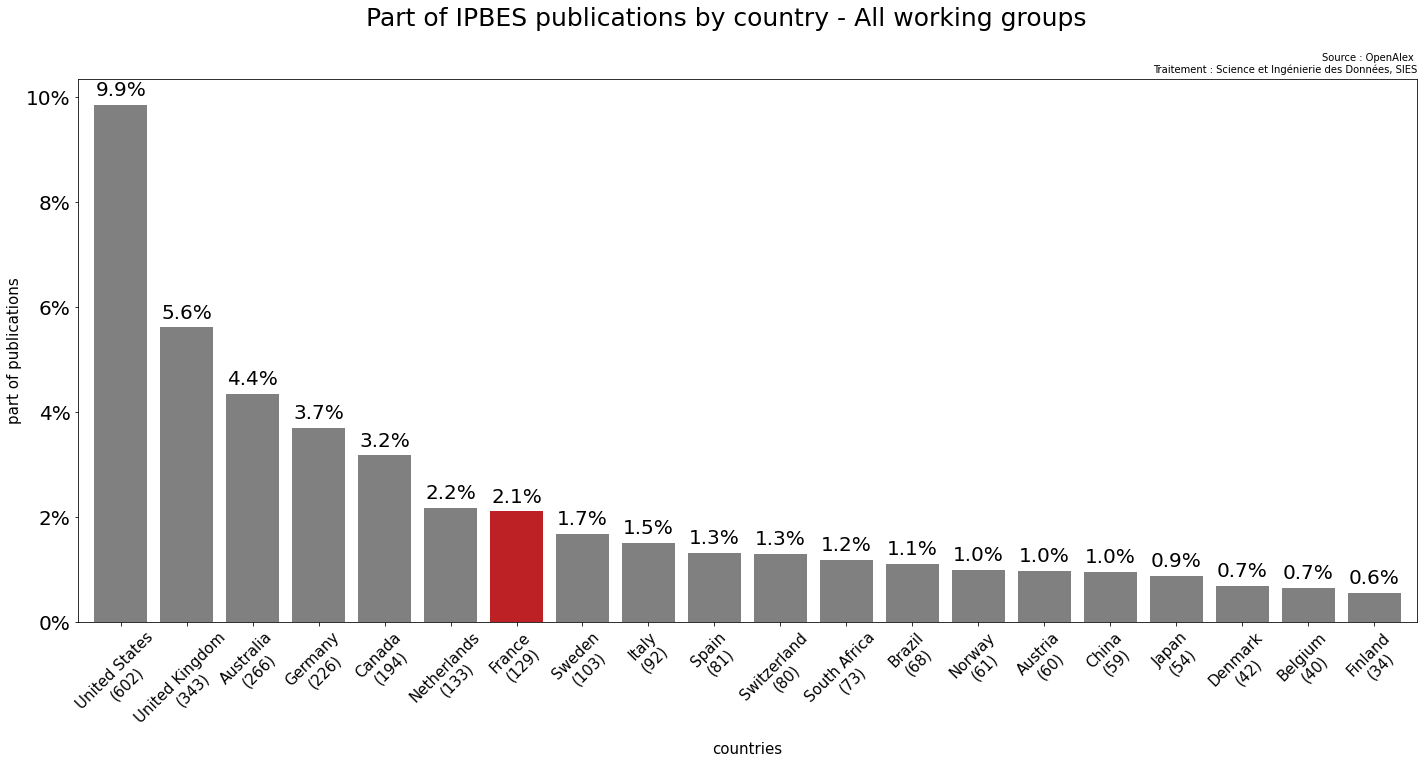 Part of IPBES publications by country - All working groups
Source : OpenAlex
Traitement : Science et Ingénierie des Données, SIES
part of publications
10%
8%
6%
4%
2%
0%
9.9%
5.6%
4.4%
3.7%
3.2%
2.2%
2.1%
1.7%
1.5%
1.3%
1.3%
1.2%
1.1%
1.0%
1.0%
1.0%
0.9%
0.7%
0.7%
0.6%
United States
(602)
United Kingdom
(343)
Australia
(266)
Germany
(226)
Canada
(194)
Netherlands
(133)
France
(129)
Sweden
(103)
Italy
(92)
Spain
(81)
Switzerland
(80)
South Africa
(73)
Brazil
(68)
Norway
(61)
Austria
(60)
China
(59)
Japan
(54)
Denmark
(42)
Belgium
(40)
Finland
(34)
countries